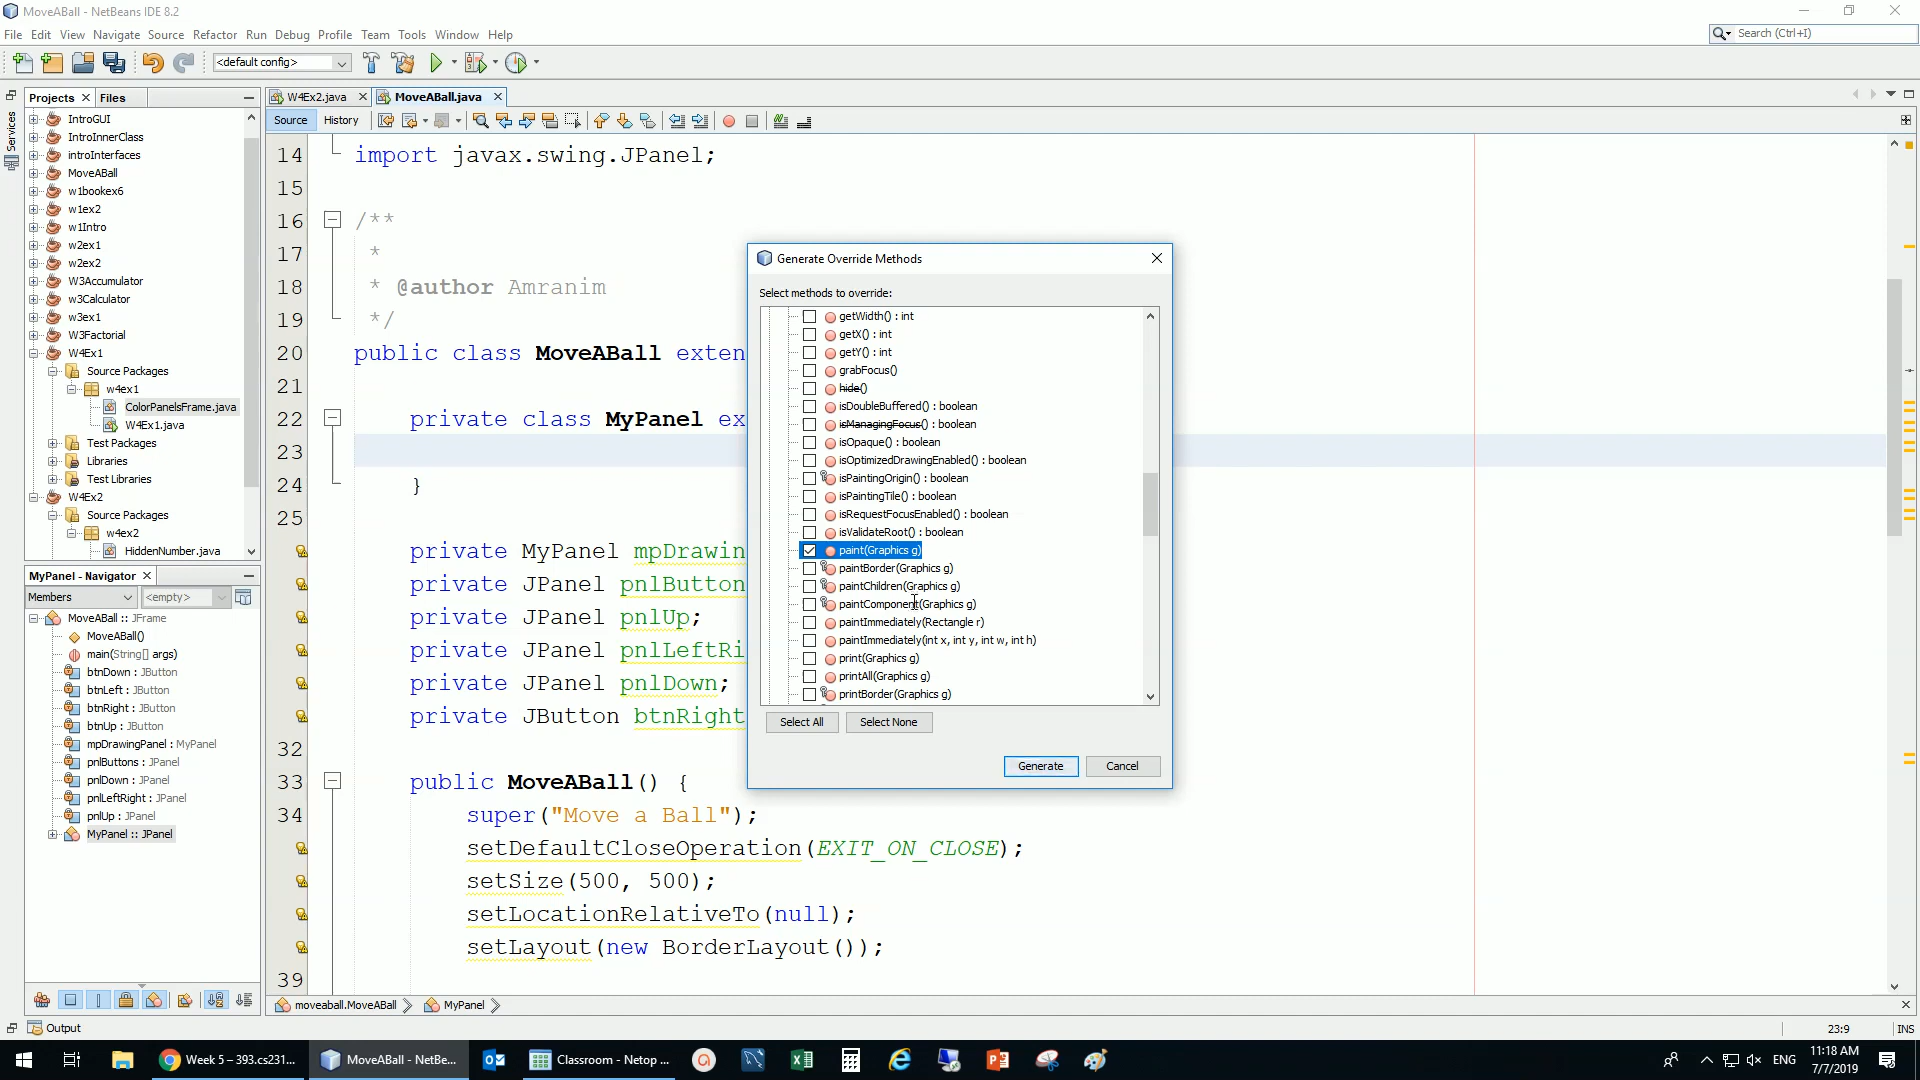 MoveABall - NetBeans IDE 8.2
File Edit View Navigate Source Refactor Run Debug Profile Team Tools Window Help
Search (Ctrl+I)
<default config>
Services
Projects Files
IntroGUI
IntroInnerClass
introInterfaces
MoveABall
w1bookex6
w1ex2
w1Intro
w2ex1
w2ex2
W3Accumulator
w3Calculator
w3ex1
W3Factorial
W4Ex1
Source Packages
w4ex1
ColorPanelsFrame.java
W4Ex1.java
Test Packages
Libraries
Test Libraries
W4Ex2
Source Packages
w4ex2
HiddenNumber.java
MyPanel - Navigator
Members <empty>
MoveABall :: JFrame
MoveABall()
main(String[] args)
btnDown : JButton
btnLeft : JButton
btnRight : JButton
btnUp : JButton
mpDrawingPanel : MyPanel
pnlButtons : JPanel
pnlDown : JPanel
pnlLeftRight : JPanel
pnlUp : JPanel
MyPanel :: JPanel
W4Ex2.java MoveABall.java
Source History
14 import javax.swing.JPanel;
15
16 /**
17 *
18 * @author Amranim
19 */
20 public class MoveABall exten
21
22 private class MyPanel ex
23
24 }
25
private MyPanel mpDrawin
private JPanel pnlButton
private JPanel pnlUp;
private JPanel pnlLeftRi
private JPanel pnlDown;
private JButton btnRight
32
33 public MoveABall() {
34 super("Move a Ball");
setDefaultCloseOperation(EXIT_ON_CLOSE);
setSize(500, 500);
setLocationRelativeTo(null);
setLayout(new BorderLayout());
39
Generate Override Methods
Select methods to override:
getWidth() : int
getX() : int
getY() : int
grabFocus()
hide()
isDoubleBuffered() : boolean
isManagingFocus() : boolean
isOpaque() : boolean
isOptimizedDrawingEnabled() : boolean
isPaintingOrigin() : boolean
isPaintingTile() : boolean
isRequestFocusEnabled() : boolean
isValidateRoot() : boolean
paint(Graphics g)
paintBorder(Graphics g)
paintChildren(Graphics g)
paintComponent(Graphics g)
paintImmediately(Rectangle r)
paintImmediately(int x, int y, int w, int h)
print(Graphics g)
printAll(Graphics g)
printBorder(Graphics g)
Select All Select None
Generate Cancel
moveaball.MoveABall MyPanel
Output
23:9 INS
Week 5 – 393.cs231... MoveABall - NetBe... Classroom - Netop ...
ENG
11:18 AM
7/7/2019